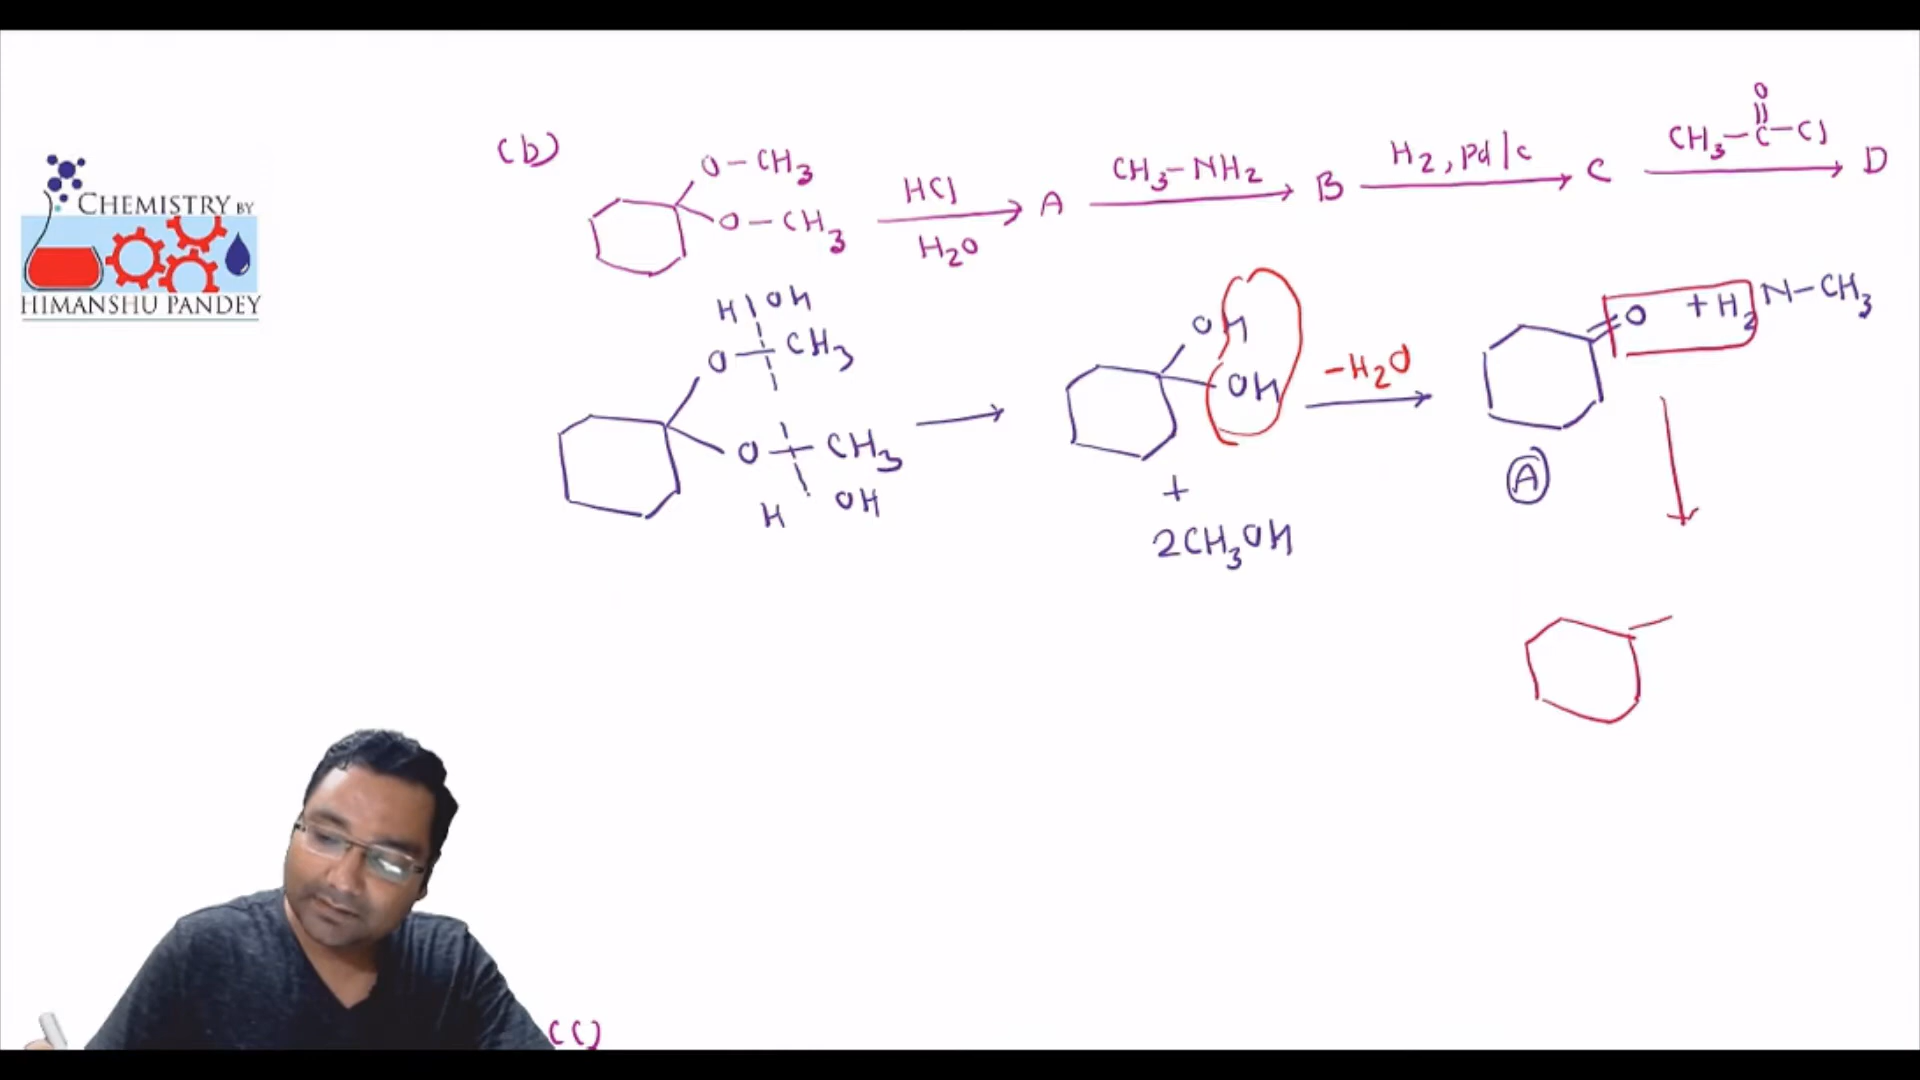 CHEMISTRY BY
HIMANSHU PANDEY
(b)
O-CH3
O-CH3
HCl
H2O
A
CH3-NH2
B
H2, Pd/C
C
O
CH3-C-Cl
D
H OH
O CH3
O CH3
H OH
OH
OH
+
2CH3OH
-H2O
=O + H2N-CH3
A
(C)